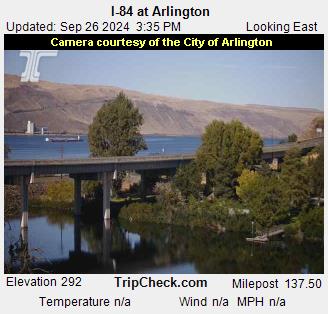 I-84 at Arlington
Updated: Sep 26 2024 3:35 PM Looking East
Camera courtesy of the City of Arlington
Elevation 292 TripCheck.com Milepost 137.50
Temperature n/a Wind n/a MPH n/a